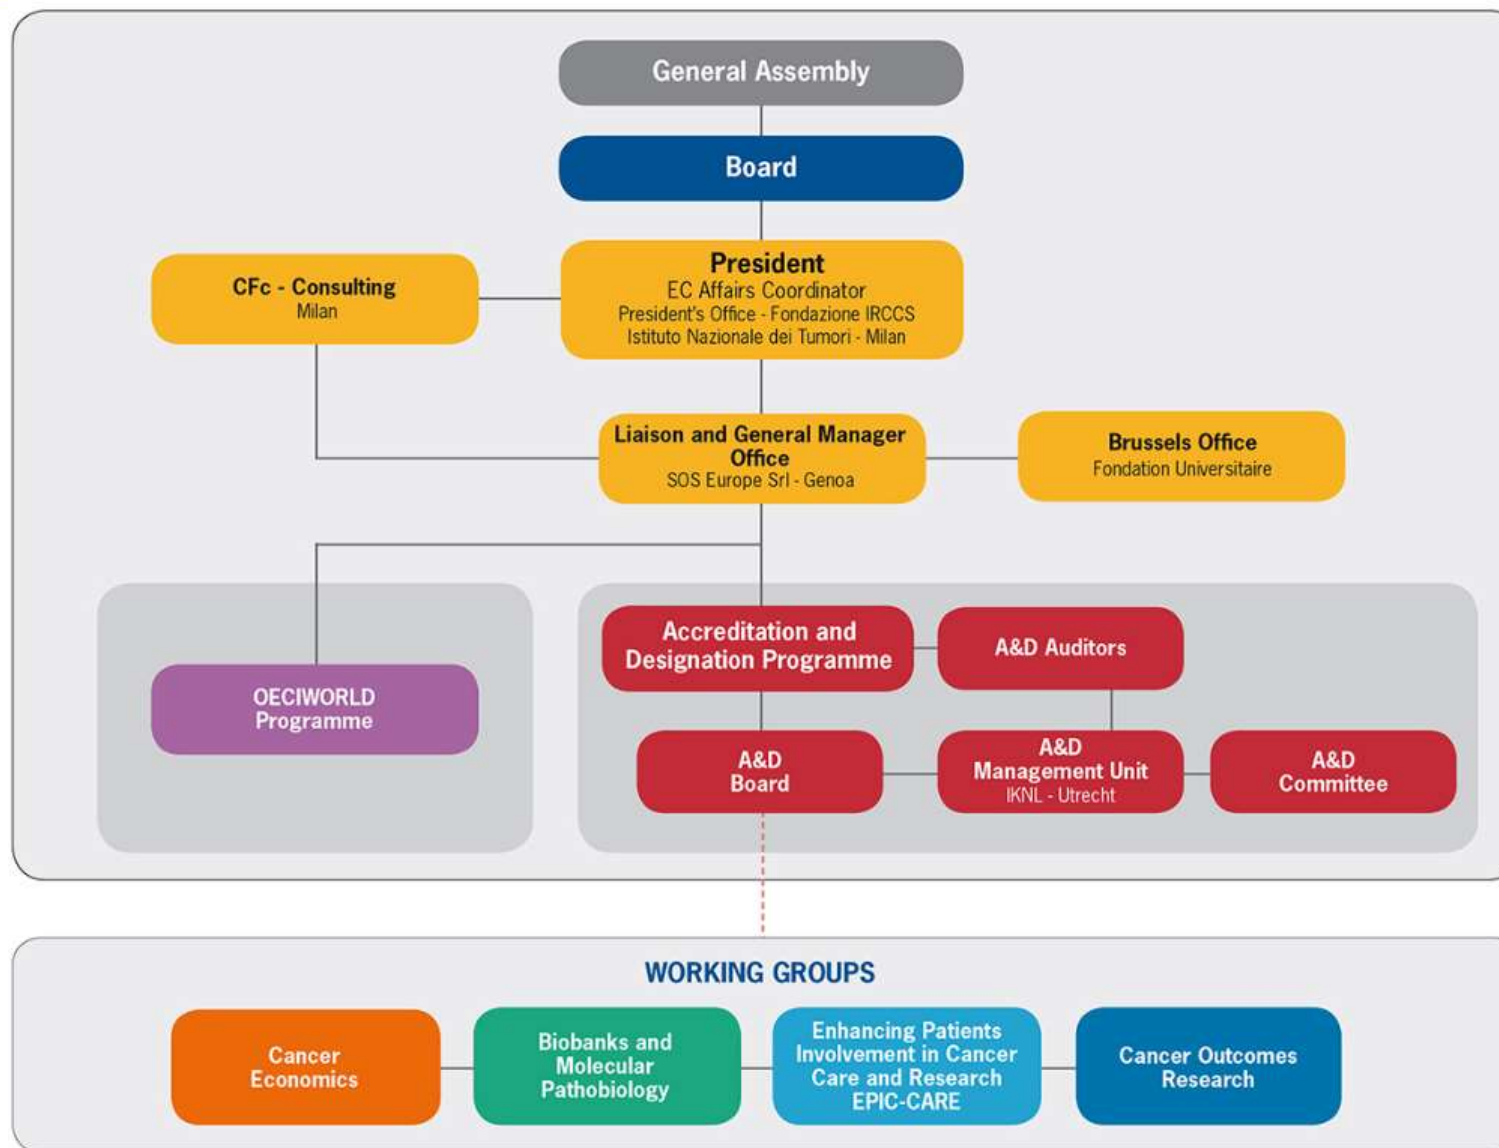 General Assembly
Board
President
EC Affairs Coordinator
President's Office - Fondazione IRCCS
Istituto Nazionale dei Tumori - Milan
CFc - Consulting
Milan
Liaison and General Manager
Office
SOS Europe Srl - Genoa
Brussels Office
Fondation Universitaire
OECIWORLD
Programme
Accreditation and
Designation Programme
A&D Auditors
A&D
Board
A&D
Management Unit
IKNL - Utrecht
A&D
Committee
WORKING GROUPS
Cancer
Economics
Biobanks and
Molecular
Pathobiology
Enhancing Patients
Involvement in Cancer
Care and Research
EPIC-CARE
Cancer Outcomes
Research